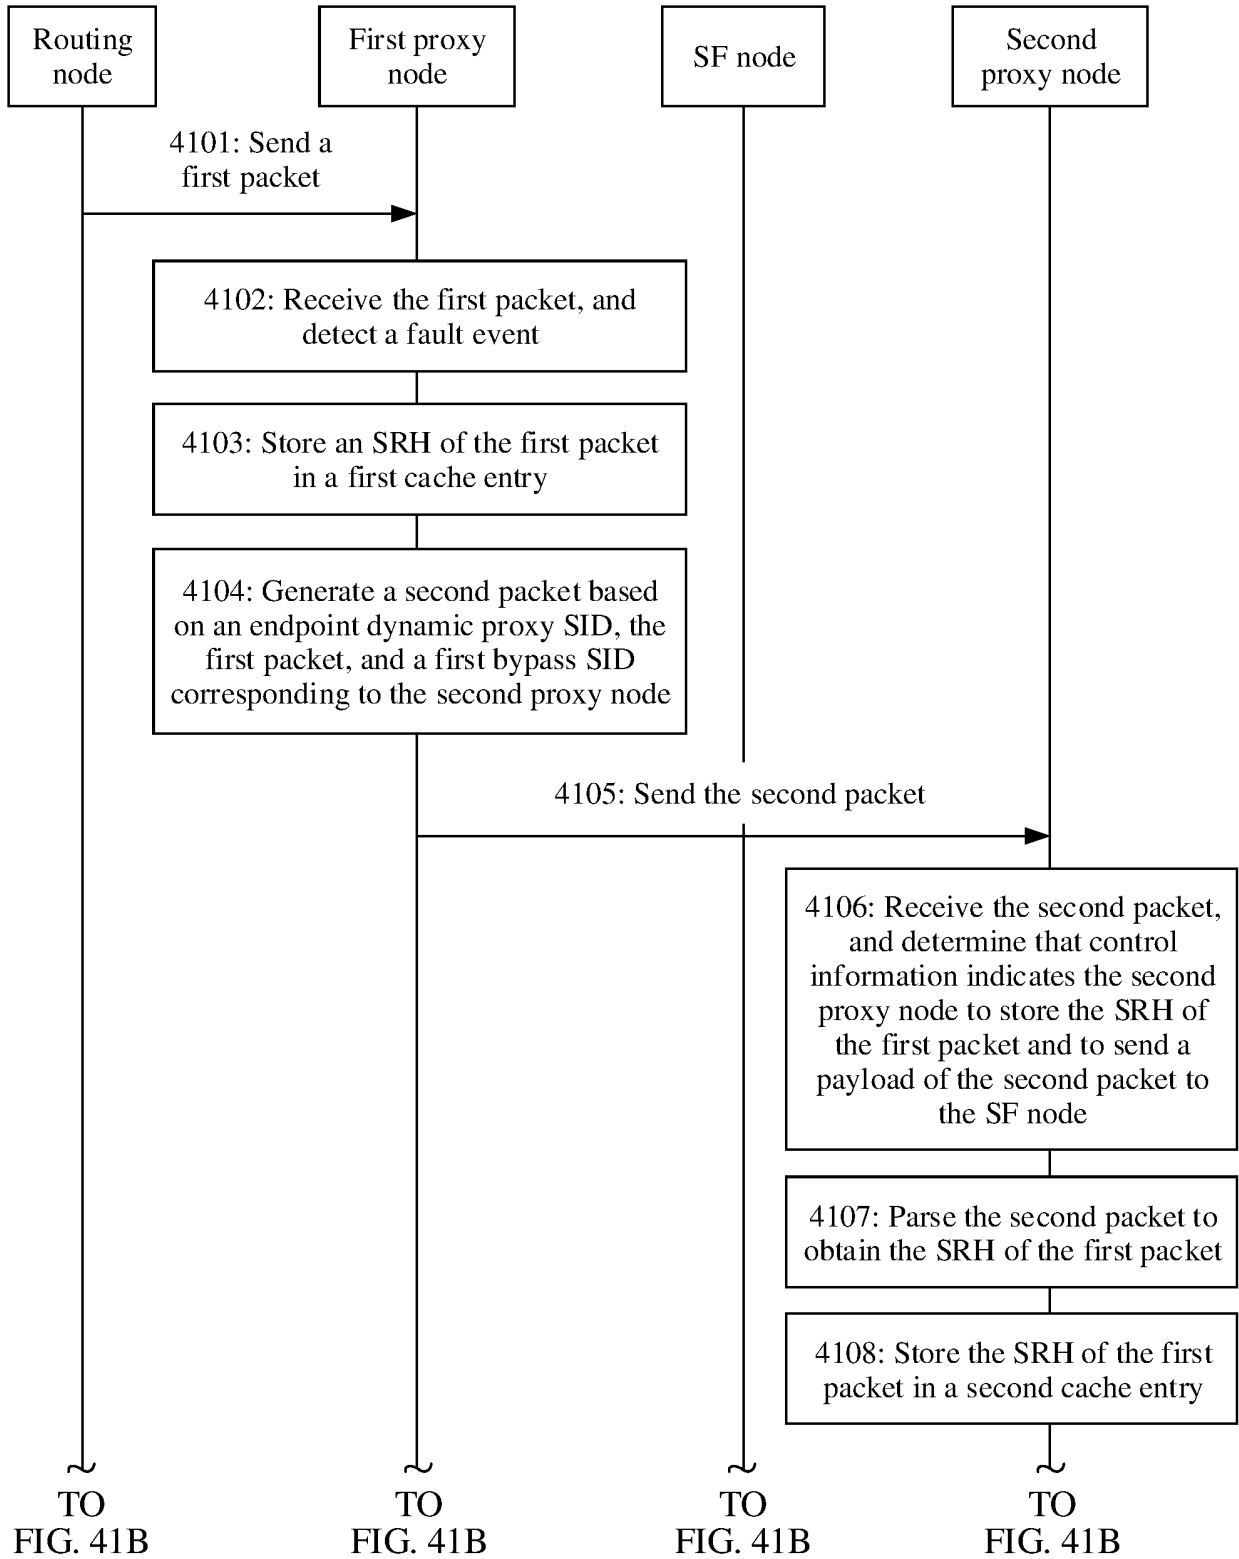 Routing
node
First proxy
node
SF node
Second
proxy node
4101: Send a
first packet
4102: Receive the first packet, and
detect a fault event
4103: Store an SRH of the first packet
in a first cache entry
4104: Generate a second packet based
on an endpoint dynamic proxy SID, the
first packet, and a first bypass SID
corresponding to the second proxy node
4105: Send the second packet
4106: Receive the second packet,
and determine that control
information indicates the second
proxy node to store the SRH of
the first packet and to send a
payload of the second packet to
the SF node
4107: Parse the second packet to
obtain the SRH of the first packet
4108: Store the SRH of the first
packet in a second cache entry
TO
FIG. 41B
TO
FIG. 41B
TO
FIG. 41B
TO
FIG. 41B